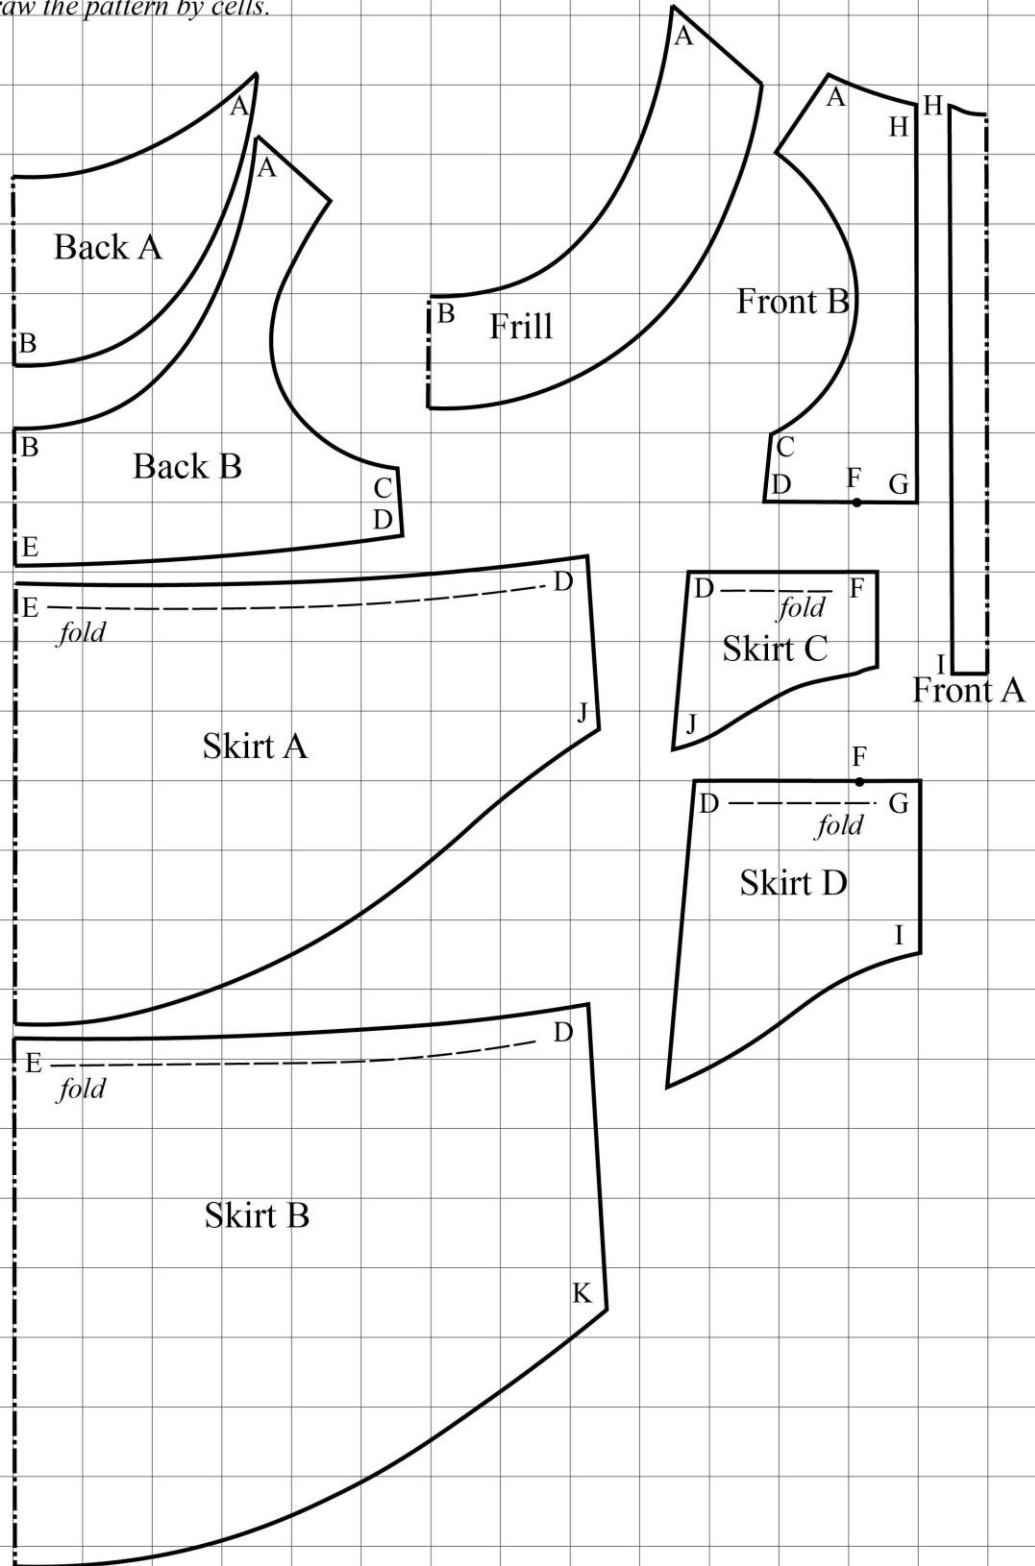 raw the pattern by cells.
A
Back A
B
A
B
Back B
C
D
E
A
B
Frill
A
H
Front B
C
D
F
G
H
I
Front A
E
D
fold
J
Skirt A
D
F
fold
Skirt C
J
F
D
G
fold
Skirt D
I
E
D
fold
Skirt B
K